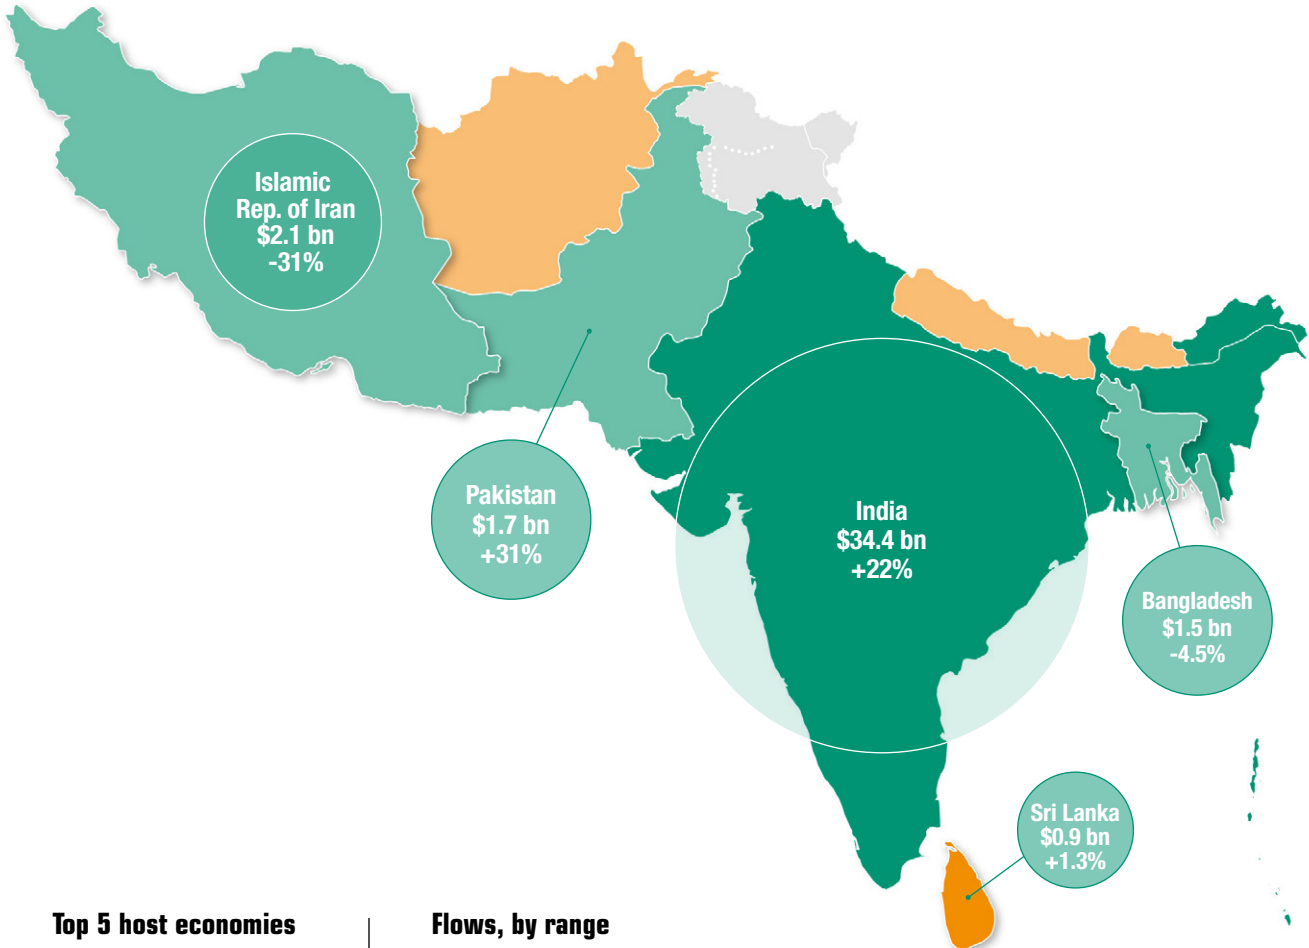 Islamic
Rep. of Iran
$2.1 bn
-31%
Pakistan
$1.7 bn
+31%
India
$34.4 bn
+22%
Bangladesh
$1.5 bn
-4.5%
Sri Lanka
$0.9 bn
+1.3%
Top 5 host economies
Flows, by range